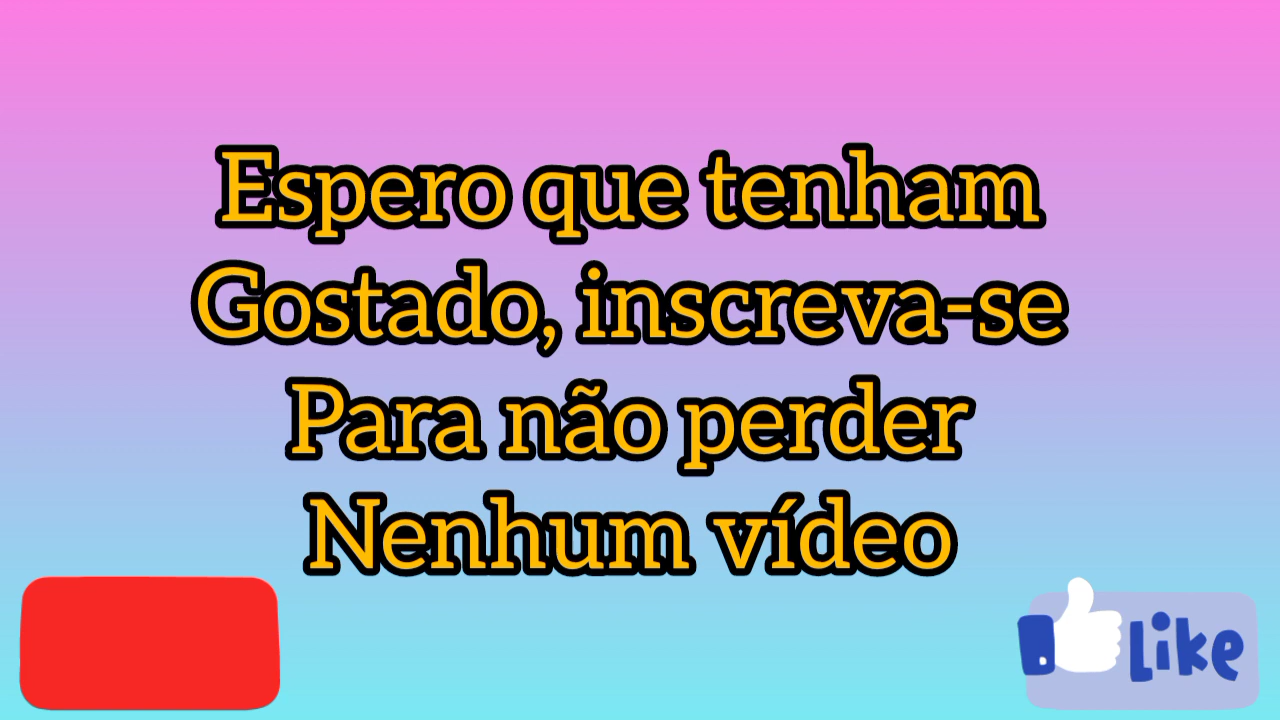 Espero que tenham
Gostado, inscreva-se
Para não perder
Nenhum vídeo
Like